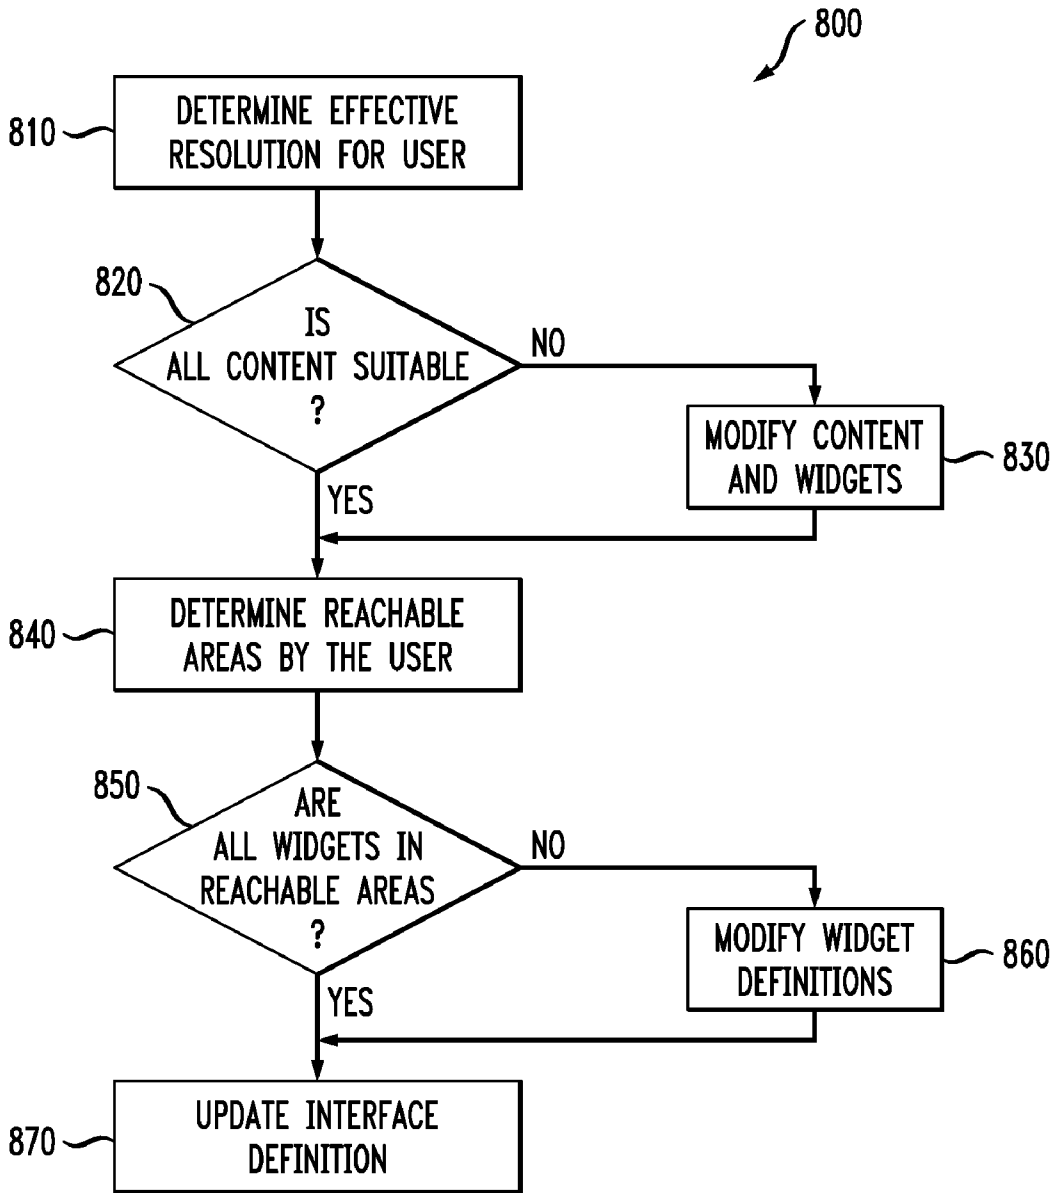 800
810
DETERMINE EFFECTIVE
RESOLUTION FOR USER
820
IS
ALL CONTENT SUITABLE
?
NO
YES
MODIFY CONTENT
AND WIDGETS
830
840
DETERMINE REACHABLE
AREAS BY THE USER
850
ARE
ALL WIDGETS IN
REACHABLE AREAS
?
NO
YES
MODIFY WIDGET
DEFINITIONS
860
870
UPDATE INTERFACE
DEFINITION